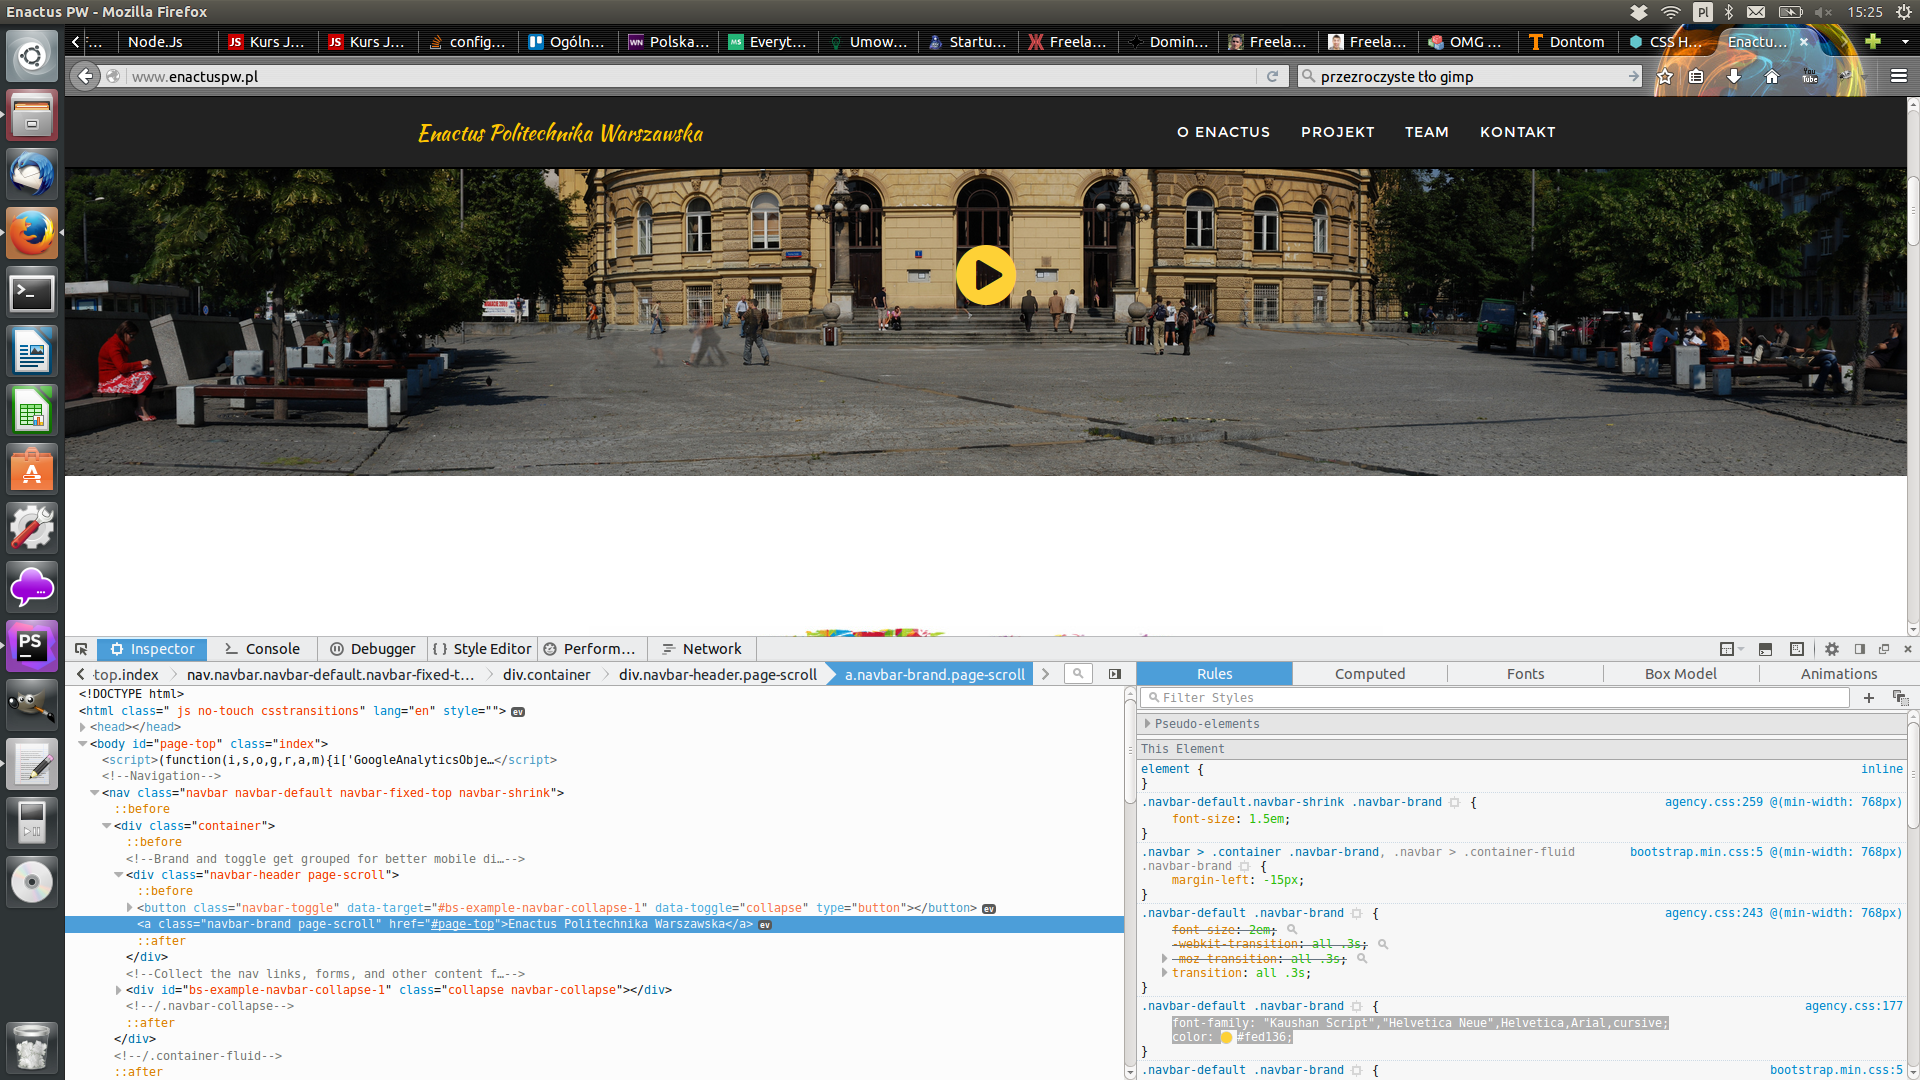 Enactus PW - Mozilla Firefox
Pl
15:25
Node.Js
JS Kurs J...
JS Kurs J...
config...
Ogóln...
WN Polska...
MS Everyt...
Umow...
Startu...
Freela...
Domin...
Freela...
Freela...
OMG ...
Dontom
CSS H...
Enactu...
www.enactuspw.pl
przezroczyste tło gimp
You Tube
Enactus Politechnika Warszawska
O ENACTUS
PROJEKT
TEAM
KONTAKT
Inspector
Console
Debugger
Style Editor
Perform...
Network
top.index
nav.navbar.navbar-default.navbar-fixed-t...
div.container
div.navbar-header.page-scroll
a.navbar-brand.page-scroll
Rules
Computed
Fonts
Box Model
Animations
<!DOCTYPE html>
<html class=" js no-touch csstransitions" lang="en" style=""> ev
<head></head>
<body id="page-top" class="index">
<script>(function(i,s,o,g,r,a,m){i['GoogleAnalyticsObje…</script>
<!--Navigation-->
<nav class="navbar navbar-default navbar-fixed-top navbar-shrink">
::before
<div class="container">
::before
<!--Brand and toggle get grouped for better mobile di…-->
<div class="navbar-header page-scroll">
::before
<button class="navbar-toggle" data-target="#bs-example-navbar-collapse-1" data-toggle="collapse" type="button"></button> ev
<a class="navbar-brand page-scroll" href="#page-top">Enactus Politechnika Warszawska</a> ev
::after
</div>
<!--Collect the nav links, forms, and other content f…-->
<div id="bs-example-navbar-collapse-1" class="collapse navbar-collapse"></div>
<!--/.navbar-collapse-->
::after
</div>
<!--/.container-fluid-->
::after
Filter Styles
Pseudo-elements
This Element
element {
inline
}
.navbar-default.navbar-shrink .navbar-brand {
agency.css:259 @(min-width: 768px)
font-size: 1.5em;
}
.navbar > .container .navbar-brand, .navbar > .container-fluid
bootstrap.min.css:5 @(min-width: 768px)
.navbar-brand {
margin-left: -15px;
}
.navbar-default .navbar-brand {
agency.css:243 @(min-width: 768px)
font-size: 2em;
-webkit-transition: all .3s;
-moz-transition: all .3s;
transition: all .3s;
}
.navbar-default .navbar-brand {
agency.css:177
font-family: "Kaushan Script","Helvetica Neue",Helvetica,Arial,cursive;
color: #fed136;
}
.navbar-default .navbar-brand {
bootstrap.min.css:5
PS